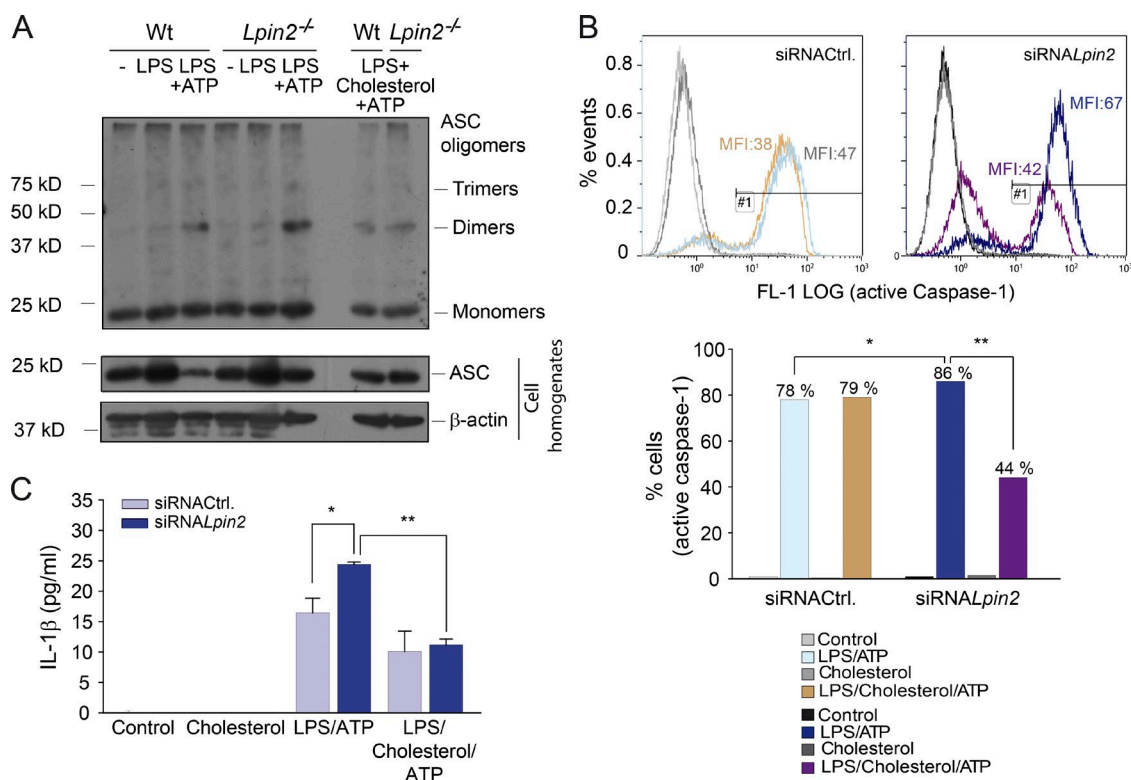 A
Wt Lpin2-/- Wt Lpin2-/-
- LPS LPS - LPS LPS LPS+
+ATP +ATP Cholesterol
+ATP
ASC
oligomers
75 kD
Trimers
50 kD
Dimers
37 kD
25 kD
Monomers
25 kD
ASC
β-actin
37 kD
Cell
homogenates
B
siRNACtrl.
siRNALpin2
MFI:38
MFI:47
MFI:67
MFI:42
#1
#1
% events
0.8
0.6
0.4
0.2
0
10⁰ 10¹ 10² 10³
10⁰ 10¹ 10² 10³
FL-1 LOG (active Caspase-1)
% cells
(active caspase-1)
100
80
60
40
20
0
* **
78 % 79 % 86 % 44 %
siRNACtrl. siRNALpin2
Control
LPS/ATP
Cholesterol
LPS/Cholesterol/ATP
Control
LPS/ATP
Cholesterol
LPS/Cholesterol/ATP
C
siRNACtrl.
siRNALpin2
IL-1β (pg/ml)
35
30
25
20
15
10
5
0
* **
Control Cholesterol LPS/ATP LPS/
Cholesterol/
ATP